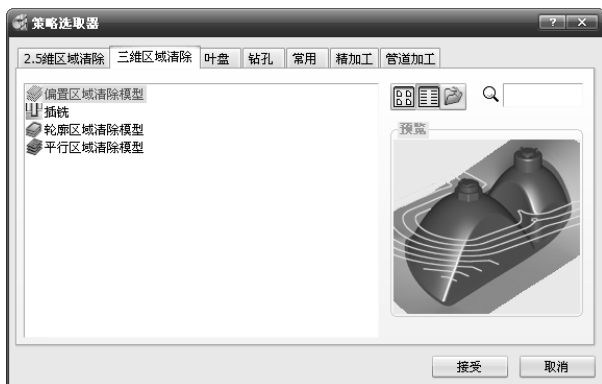 策略选取器
2.5维区域清除 三维区域清除 叶盘 钻孔 常用 精加工 管道加工
偏置区域清除模型
插铣
轮廓区域清除模型
平行区域清除模型
预览
接受 取消